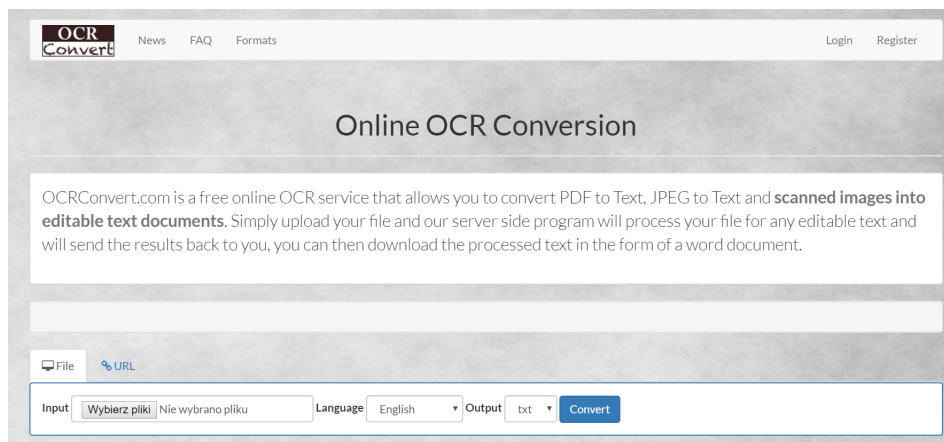 OCR
Convert
News FAQ Formats Login Register
Online OCR Conversion
OCRConvert.com is a free online OCR service that allows you to convert PDF to Text, JPEG to Text and scanned images into
editable text documents. Simply upload your file and our server side program will process your file for any editable text and
will send the results back to you, you can then download the processed text in the form of a word document.
File URL
Input Wybierz pliki Nie wybrano pliku Language English Output txt Convert